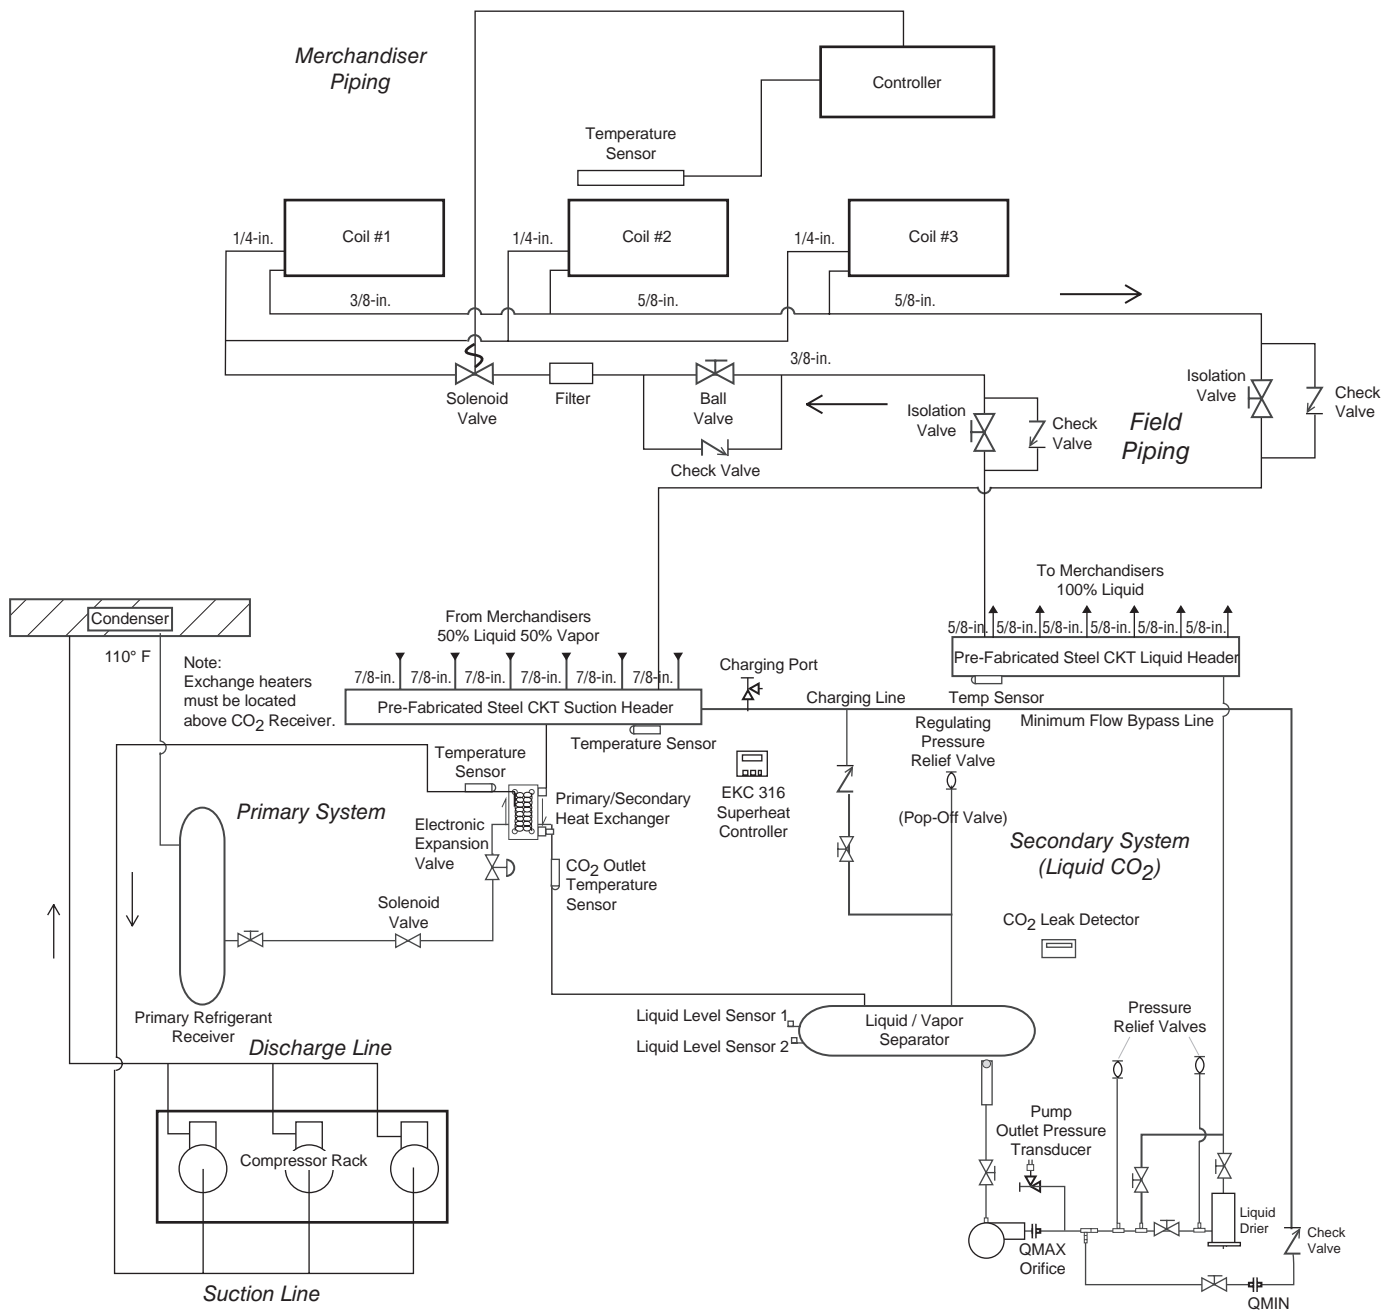 Merchandiser
Piping
Controller
Temperature
Sensor
Coil #1
Coil #2
Coil #3
1/4-in.
1/4-in.
1/4-in.
3/8-in.
5/8-in.
5/8-in.
3/8-in.
Solenoid
Valve
Filter
Ball
Valve
Check Valve
Isolation
Valve
Check
Valve
Isolation
Valve
Check
Valve
Field
Piping
To Merchandisers
100% Liquid
5/8-in. 5/8-in. 5/8-in. 5/8-in. 5/8-in. 5/8-in.
Pre-Fabricated Steel CKT Liquid Header
Temp Sensor
Condenser
110° F
Note:
Exchange heaters
must be located
above CO2 Receiver.
From Merchandisers
50% Liquid 50% Vapor
7/8-in. 7/8-in. 7/8-in. 7/8-in. 7/8-in. 7/8-in.
Pre-Fabricated Steel CKT Suction Header
Temperature Sensor
Charging Port
Charging Line
Minimum Flow Bypass Line
Regulating
Pressure
Relief Valve
(Pop-Off Valve)
Temperature
Sensor
Primary/Secondary
Heat Exchanger
EKC 316
Superheat
Controller
Primary System
Electronic
Expansion
Valve
CO2 Outlet
Temperature
Sensor
Solenoid
Valve
Secondary System
(Liquid CO2)
CO2 Leak Detector
Primary Refrigerant
Receiver
Liquid Level Sensor 1
Liquid Level Sensor 2
Liquid / Vapor
Separator
Pressure
Relief Valves
Discharge Line
Compressor Rack
Suction Line
Pump
Outlet Pressure
Transducer
QMAX
Orifice
Liquid
Drier
Check
Valve
QMIN